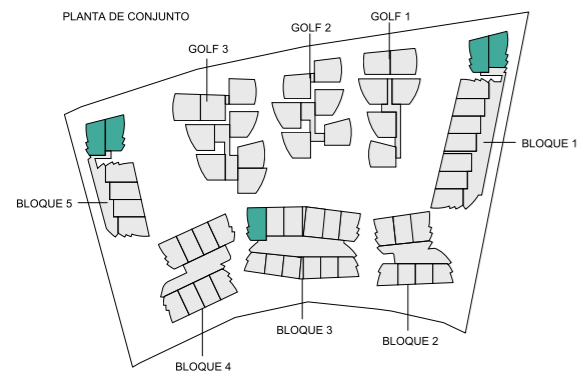 PLANTA DE CONJUNTO
GOLF 1
GOLF 2
GOLF 3
BLOQUE 1
BLOQUE 5
BLOQUE 3
BLOQUE 2
BLOQUE 4